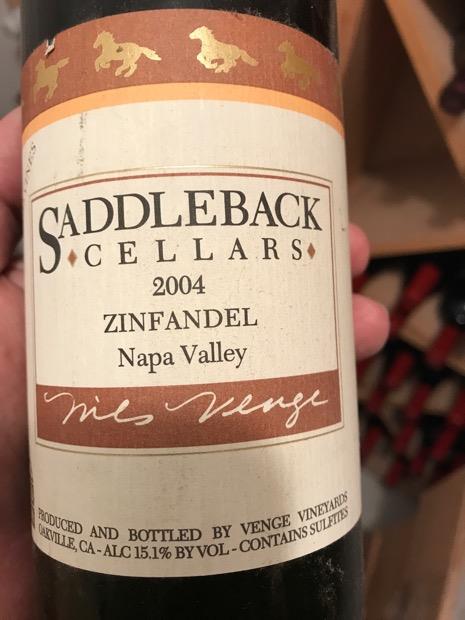 SADDLEBACK
CELLARS
2004
ZINFANDEL
Napa Valley
Nils Venge
PRODUCED AND BOTTLED BY VENGE VINEYARDS
OAKVILLE, CA - ALC 15.1% BY VOL - CONTAINS SULFITES